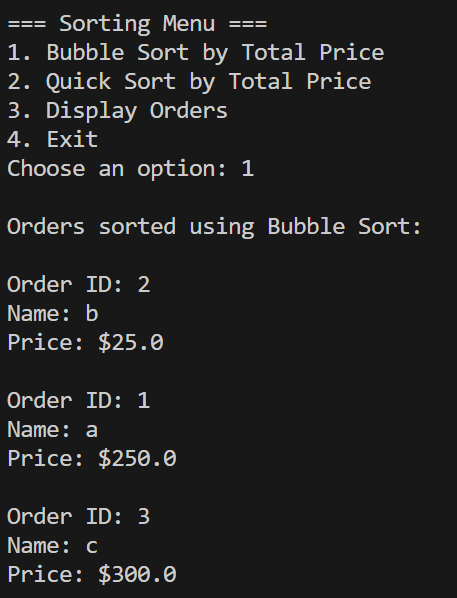 === Sorting Menu ===
1. Bubble Sort by Total Price
2. Quick Sort by Total Price
3. Display Orders
4. Exit
Choose an option: 1
Orders sorted using Bubble Sort:
Order ID: 2
Name: b
Price: $25.0
Order ID: 1
Name: a
Price: $250.0
Order ID: 3
Name: c
Price: $300.0